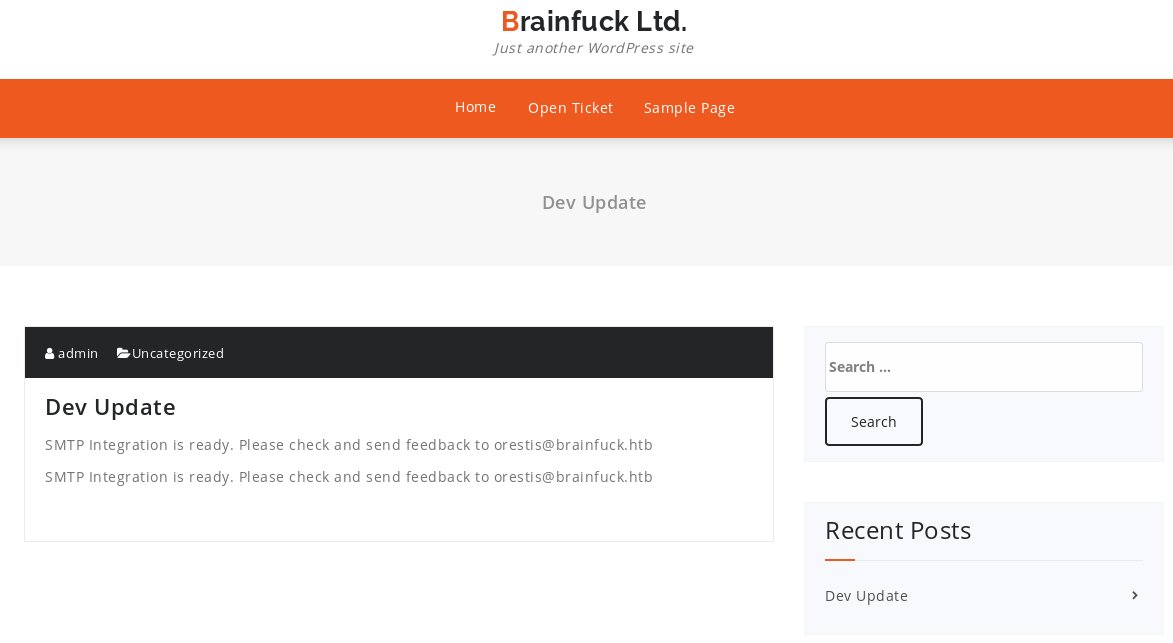 Brainfuck Ltd.
Just another WordPress site
Home Open Ticket Sample Page
Dev Update
admin Uncategorized
Dev Update
SMTP Integration is ready. Please check and send feedback to orestis@brainfuck.htb
SMTP Integration is ready. Please check and send feedback to orestis@brainfuck.htb
Search ...
Search
Recent Posts
Dev Update